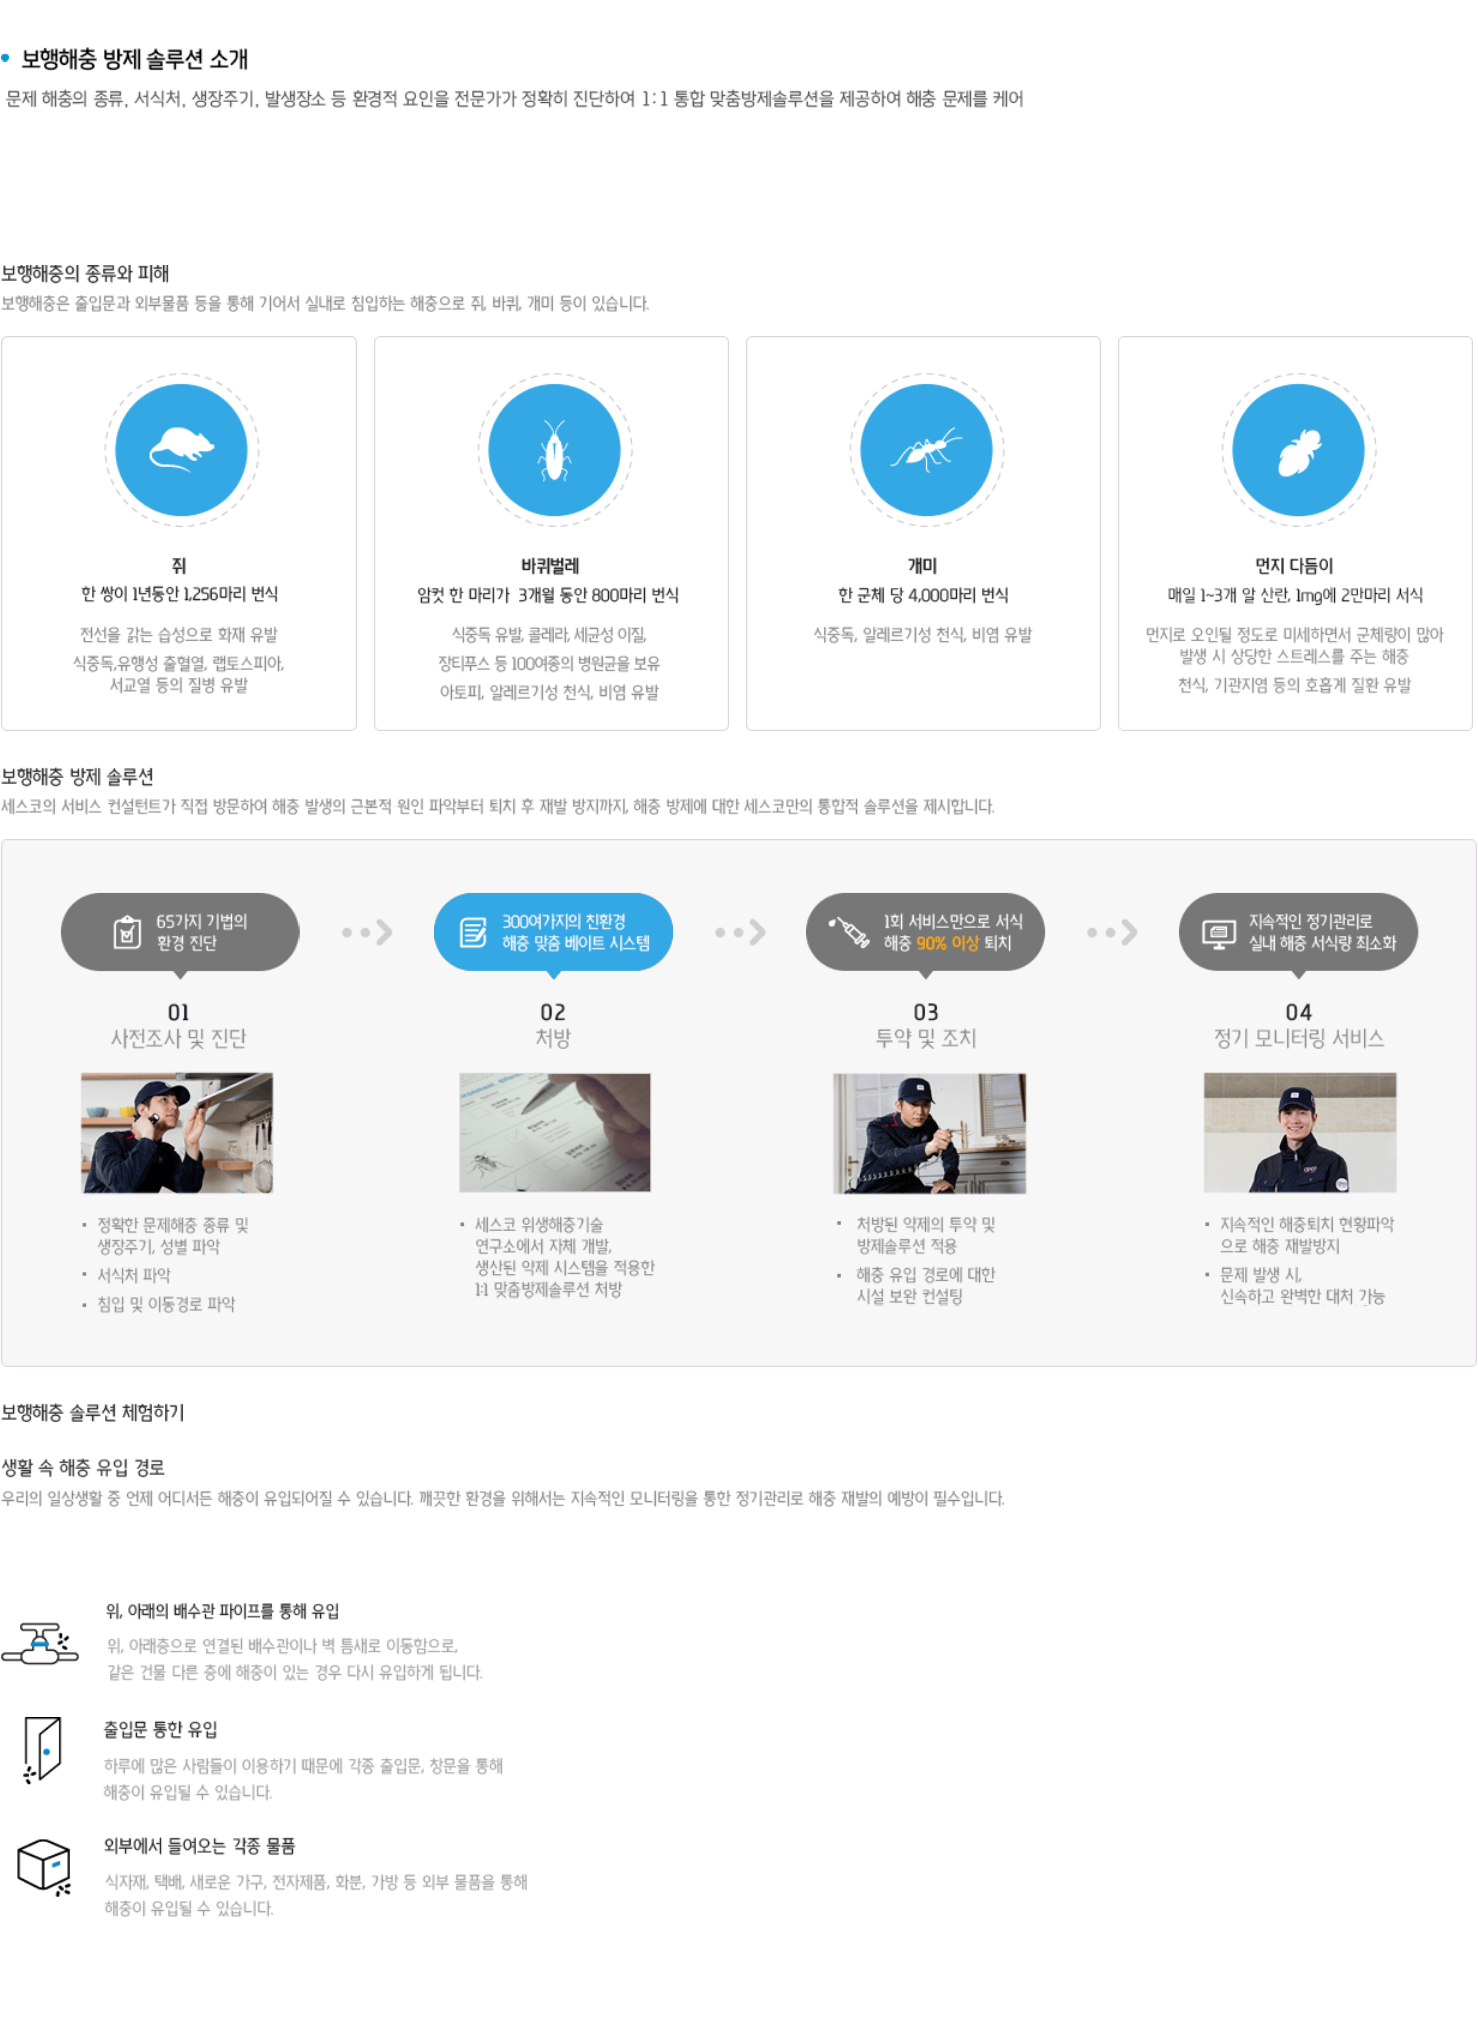 보행해충 방제 솔루션 소개
문제 해충의 종류, 서식처, 생장주기, 발생장소 등 환경적 요인을 전문가가 정확히 진단하여 1:1 통합 맞춤방제솔루션을 제공하여 해충 문제를 케어
보행해충의 종류와 피해
보행해충은 출입문과 외부물품 등을 통해 기어서 실내로 침입하는 해충으로 쥐, 바퀴, 개미 등이 있습니다.
쥐
한 쌍이 1년동안 1,256마리 번식
전선을 갉는 습성으로 화재 유발
식중독,유행성 출혈열, 랩토스피아,
서교열 등의 질병 유발
바퀴벌레
암컷 한 마리가 3개월 동안 800마리 번식
식중독 유발, 콜레라, 세균성 이질,
장티푸스 등 100여종의 병원균을 보유
아토피, 알레르기성 천식, 비염 유발
개미
한 군체 당 4,000마리 번식
식중독, 알레르기성 천식, 비염 유발
먼지 다듬이
매일 1~3개 알 산란, 1mg에 2만마리 서식
먼지로 오인될 정도로 미세하면서 군체량이 많아
발생 시 상당한 스트레스를 주는 해충
천식, 기관지염 등의 호흡계 질환 유발
보행해충 방제 솔루션
세스코의 서비스 컨설턴트가 직접 방문하여 해충 발생의 근본적 원인 파악부터 퇴치 후 재발 방지까지, 해충 방제에 대한 세스코만의 통합적 솔루션을 제시합니다.
65가지 기법의
환경 진단
01
사전조사 및 진단
정확한 문제해충 종류 및
생장주기, 성별 파악
서식처 파악
침입 및 이동경로 파악
300여가지의 친환경
해충 맞춤 베이트 시스템
02
처방
세스코 위생해충기술
연구소에서 자체 개발,
생산된 약제 시스템을 적용한
1:1 맞춤방제솔루션 처방
1회 서비스만으로 서식
해충 90% 이상 퇴치
03
투약 및 조치
처방된 약제의 투약 및
방제솔루션 적용
해충 유입 경로에 대한
시설 보완 컨설팅
지속적인 정기관리로
실내 해충 서식량 최소화
04
정기 모니터링 서비스
지속적인 해충퇴치 현황파악
으로 해충 재발방지
문제 발생 시,
신속하고 완벽한 대처 가능
보행해충 솔루션 체험하기
생활 속 해충 유입 경로
우리의 일상생활 중 언제 어디서든 해충이 유입되어질 수 있습니다. 깨끗한 환경을 위해서는 지속적인 모니터링을 통한 정기관리로 해충 재발의 예방이 필수입니다.
위, 아래의 배수관 파이프를 통해 유입
위, 아래층으로 연결된 배수관이나 벽 틈새로 이동함으로,
같은 건물 다른 층에 해충이 있는 경우 다시 유입하게 됩니다.
출입문 통한 유입
하루에 많은 사람들이 이용하기 때문에 각종 출입문, 창문을 통해
해충이 유입될 수 있습니다.
외부에서 들여오는 각종 물품
식자재, 택배, 새로운 가구, 전자제품, 화분, 가방 등 외부 물품을 통해
해충이 유입될 수 있습니다.